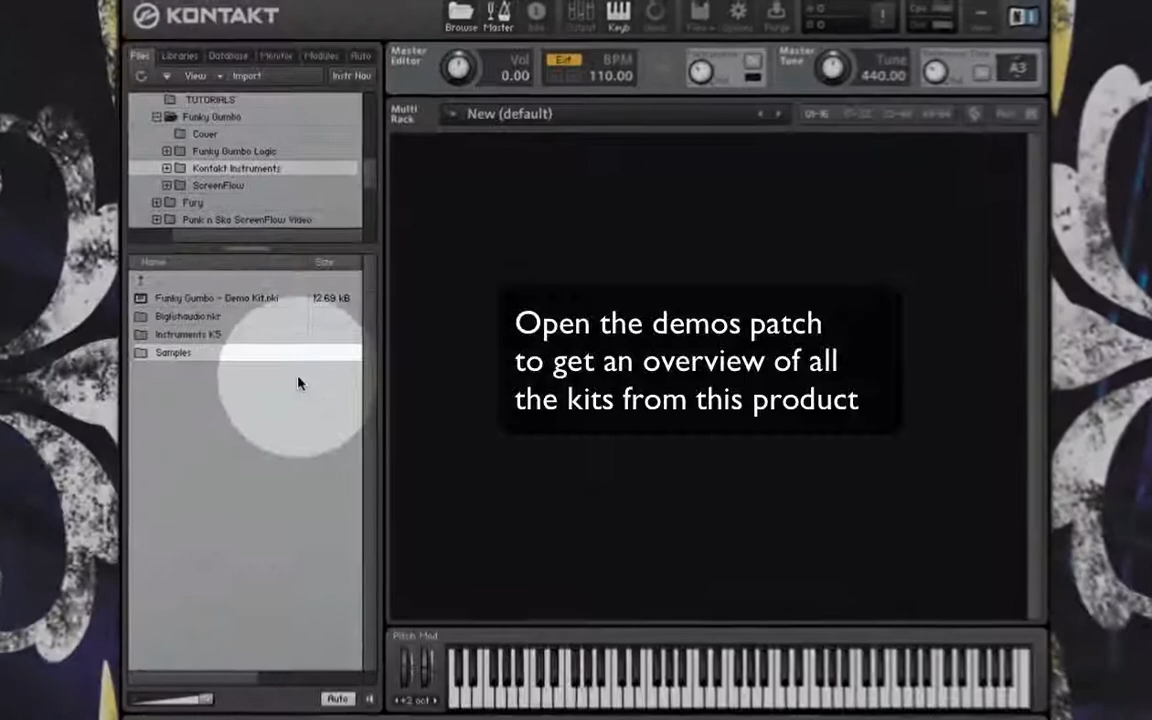 KONTAKT
Browse Master Keyb
Files Libraries Database Monitor Modules Auto
View Import Instr Nav
TUTORIALS
Funky Gumbo
Cover
Funky Gumbo Logic
Kontakt Instruments
ScreenFlow
Fury
Punk n Ska ScreenFlow Video
Name Size
Funky Gumbo - Demo Kit.nki 12.69 kB
Bigfishaudio.nkr
Instruments K5
Samples
Auto
Master
Editor
Vol
0.00
Ext BPM
110.00
Master
Tune
Tune
440.00
A3
Multi
Rack
New (default)
Open the demos patch
to get an overview of all
the kits from this product
Pitch Mod
+2 oct